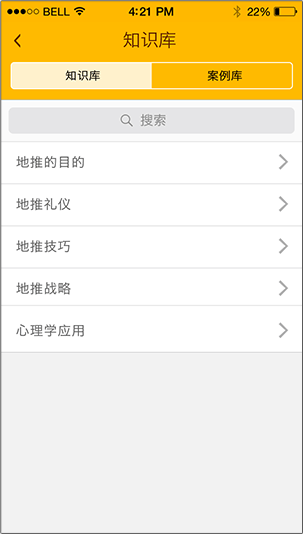 BELL 4:21 PM 22%
知识库
知识库 案例库
搜索
地推的目的
地推礼仪
地推技巧
地推战略
心理学应用